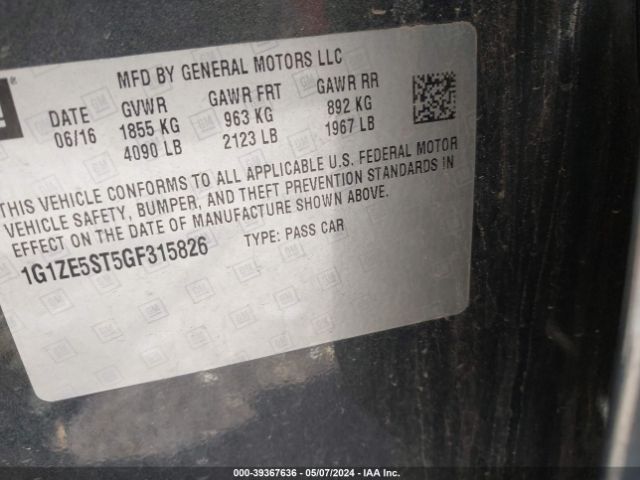 MFD BY GENERAL MOTORS LLC
DATE GVWR GAWR FRT GAWR RR
06/16 1855 KG 963 KG 892 KG
4090 LB 2123 LB 1967 LB
THIS VEHICLE CONFORMS TO ALL APPLICABLE U.S. FEDERAL MOTOR
VEHICLE SAFETY, BUMPER, AND THEFT PREVENTION STANDARDS IN
EFFECT ON THE DATE OF MANUFACTURE SHOWN ABOVE.
1G1ZE5ST5GF315826 TYPE: PASS CAR
000-39367636 - 05/07/2024 - IAA Inc.